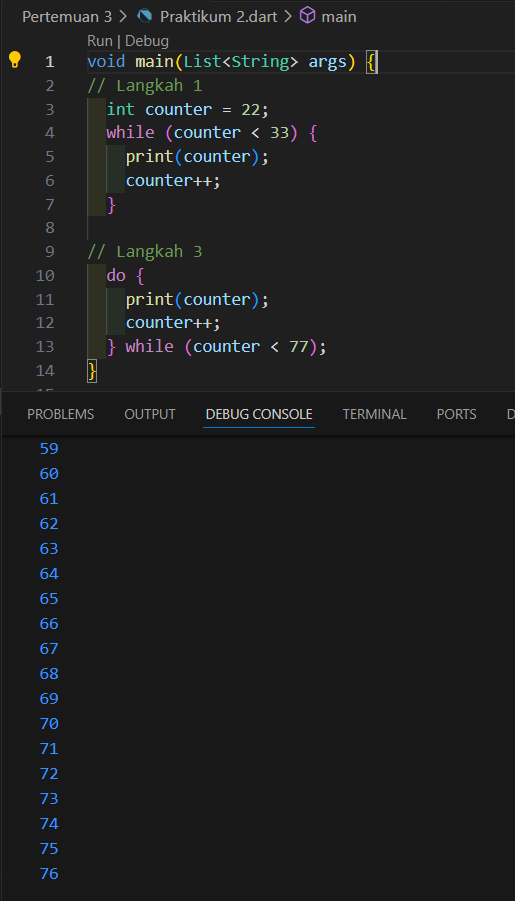 Pertemuan 3 > Praktikum 2.dart > main
Run | Debug
1 void main(List<String> args) {
2 // Langkah 1
3 int counter = 22;
4 while (counter < 33) {
5 print(counter);
6 counter++;
7 }
8
9 // Langkah 3
10 do {
11 print(counter);
12 counter++;
13 } while (counter < 77);
14 }
PROBLEMS OUTPUT DEBUG CONSOLE TERMINAL PORTS
59
60
61
62
63
64
65
66
67
68
69
70
71
72
73
74
75
76